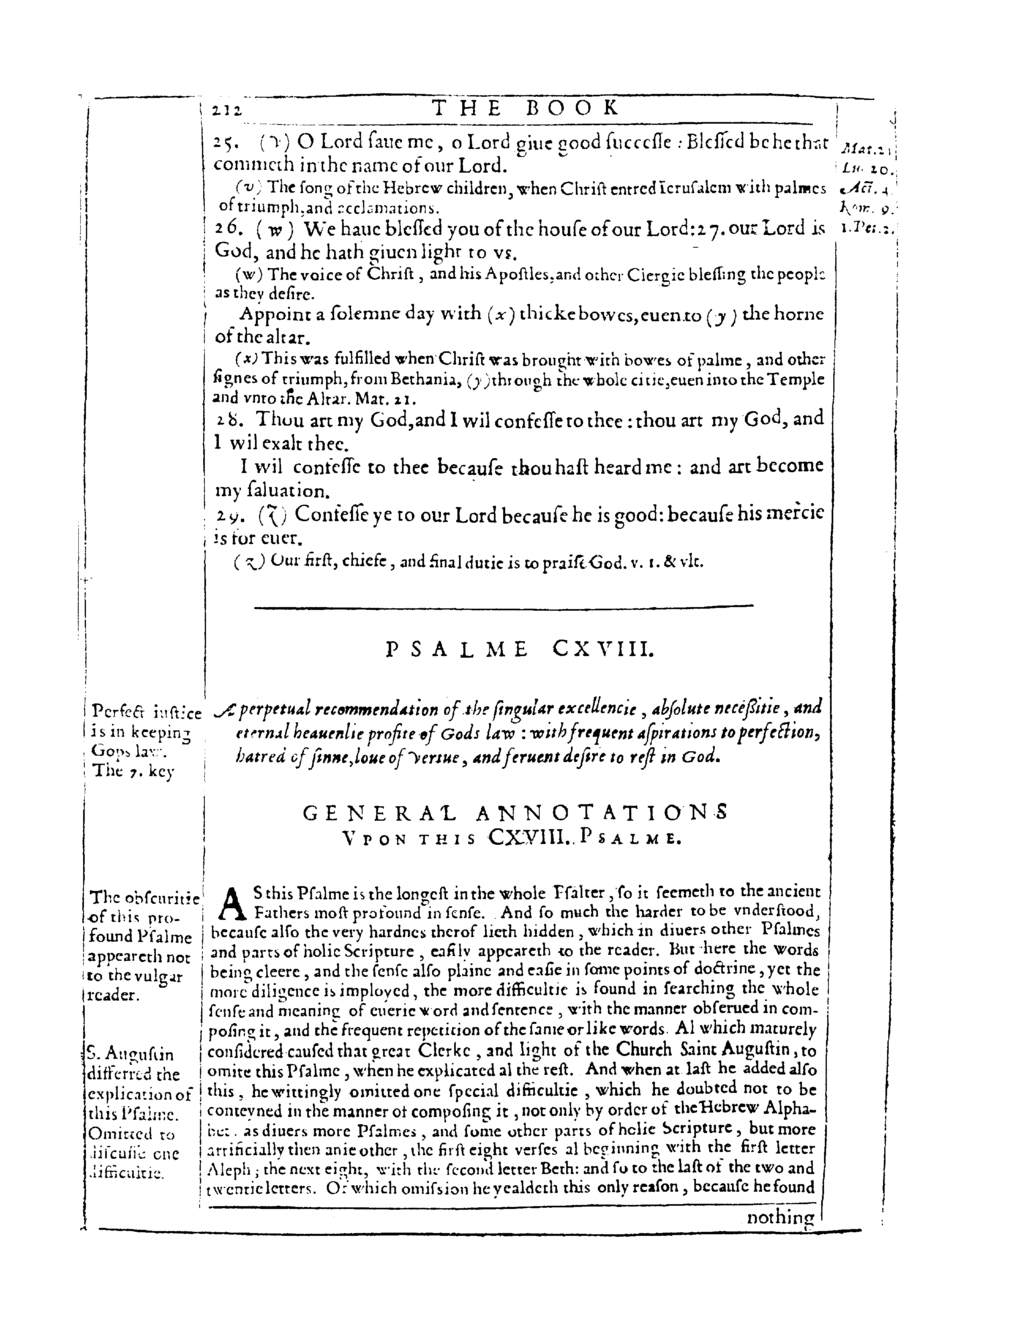 212 THE BOOK
25. (v) O Lord ſaue me, o Lord giue good ſucceſſe: Bleſſed be he that
commeth in the name of our Lord.
(v) The ſong of the Hebrew children, when Chriſt entred Ieruſalem with palmes
of triumph, and acclamations.
26. (w) We haue bleſſed you of the houſe of our Lord: 27. our Lord is
God, and he hath giuen light to vs.
(w) The voice of Chriſt, and his Apoſtles, and other Clergie bleſſing the people
as they deſire.
Appoint a ſolemne day with (x) thicke bowes, euen to (y) the horne
of the altar.
(x) This was fulfilled when Chriſt was brought with bowes of palme, and other
ſignes of triumph, from Bethania, (y) through the whole citie, euen into the Temple
and vnto the Altar. Mat. 21.
28. Thou art my God, and I wil confeſſe to thee: thou art my God, and
I wil exalt thee.
I wil confeſſe to thee becauſe thou haſt heard me: and art become
my ſaluation.
29. (z) Confeſſe ye to our Lord becauſe he is good: becauſe his mercie
is for euer.
(z) Our firſt, chiefe, and final dutie is to praiſe God. v. 1. & vlt.
Mat. 21
Lu. 20.
Act. 4
Rom. 9.
1. Pet. 2.
PSALME CXVIII.
Perfect iuſtice
is in keeping
Gods law.
The 7. key
A perpetual recommendation of the ſingular excellencie, abſolute neceſſitie, and
eternal heauenlie profite of Gods law: with frequent aſpirations to perfection,
hatred of ſinne, loue of vertue, and feruent deſire to reſt in God.
GENERAL ANNOTATIONS
VPON THIS CXVIII. PSALME.
The obſcuritie
of this pro-
found Pſalme
appeareth not
to the vulgar
reader.
S. Auguſtin
differred the
explication of
this Pſalme.
Omitted to
diſcuſſe one
difficultie.
AS this Pſalme is the longeſt in the whole Pſalter, ſo it ſeemeth to the ancient
Fathers moſt profound in ſenſe. And ſo much the harder to be vnderſtood,
becauſe alſo the very hardnes therof lieth hidden, which in diuers other Pſalmes
and parts of holie Scripture, eaſily appeareth to the reader. But here the words
being cleere, and the ſenſe alſo plaine and eaſie in ſome points of doctrine, yet the
more diligence is imployed, the more difficultie is found in ſearching the whole
ſenſe and meaning of euerie word and ſentence, with the manner obſerued in com-
poſing it, and the frequent repetition of the ſame or like words. Al which maturely
conſidered cauſed that great Clerke, and light of the Church Saint Auguſtin, to
omite this Pſalme, when he explicated al the reſt. And when at laſt he added alſo
this, he wittingly omitted one ſpecial difficultie, which he doubted not to be
conteyned in the manner of compoſing it, not only by order of the Hebrew Alpha-
bet, as diuers more Pſalmes, and ſome other parts of holie Scripture, but more
artificially then anie other, the firſt eight verſes al beginning with the firſt letter
Aleph; the next eight, with the ſecond letter Beth: and ſo to the laſt of the two and
twentie letters. Of which omiſsion he yealdeth this only reaſon, becauſe he found
nothing